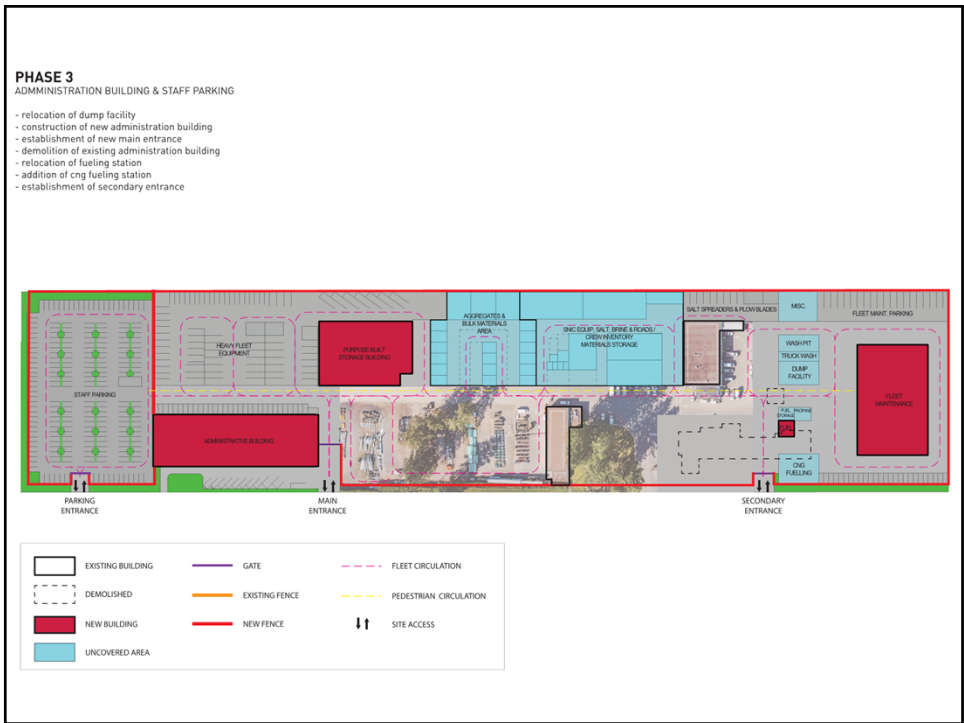 PHASE 3
ADMMINISTRATION BUILDING & STAFF PARKING
- relocation of dump facility
- construction of new administration building
- establishment of new main entrance
- demolition of existing administration building
- relocation of fueling station
- addition of cng fueling station
- establishment of secondary entrance
AGGREGATES &
BULK MATERIALS
AREA
SNIC EQUIP, SALT, BRINE & ROADS
CREW INVENTORY
MATERIALS STORAGE
SALT SPREADERS & PLOW BLADES
MISC.
FLEET MAINT. PARKING
HEAVY FLEET
EQUIPMENT
PURPOSE-BUILT
STORAGE BUILDING
WASH PIT
TRUCK WASH
DUMP
FACILITY
STAFF PARKING
FLEET
MAINTENANCE
FUEL
STORAGE
PROPANE
FUEL
ADMINISTRATIVE BUILDING
CNG
FUELLING
PARKING
ENTRANCE
MAIN
ENTRANCE
SECONDARY
ENTRANCE
EXISTING BUILDING
GATE
FLEET CIRCULATION
DEMOLISHED
EXISTING FENCE
PEDESTRIAN CIRCULATION
NEW BUILDING
NEW FENCE
SITE ACCESS
UNCOVERED AREA